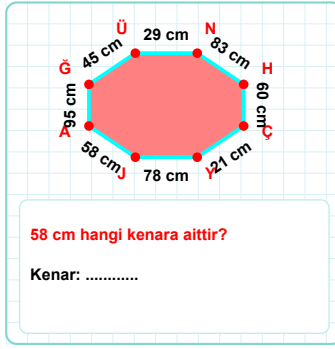 Ü 29 cm N
45 cm 83 cm
Ğ H
95 cm 60 cm
A Ç
58 cm 21 cm
J 78 cm Y
58 cm hangi kenara aittir?
Kenar: ............